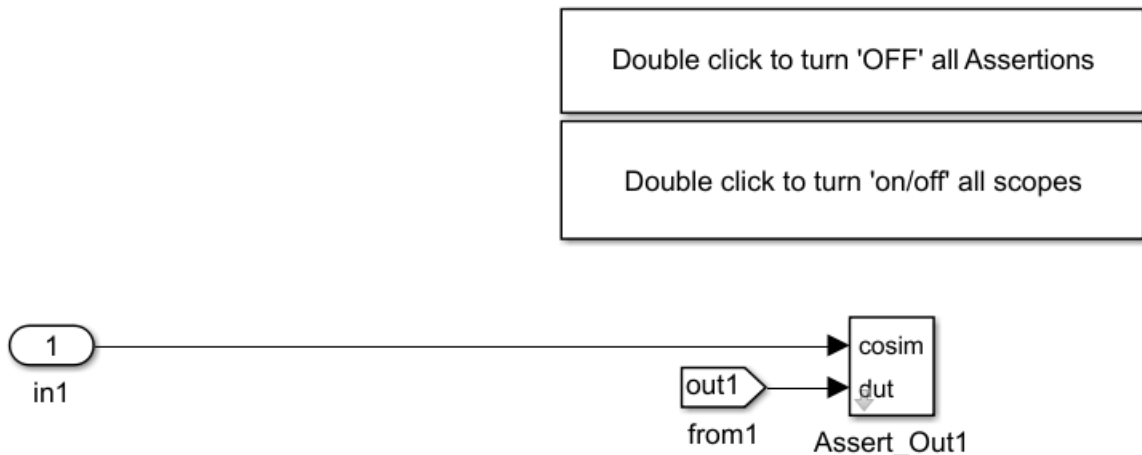 Double click to turn 'OFF' all Assertions
Double click to turn 'on/off' all scopes
1
cosim
in1
out1
dut
from1
Assert_Out1